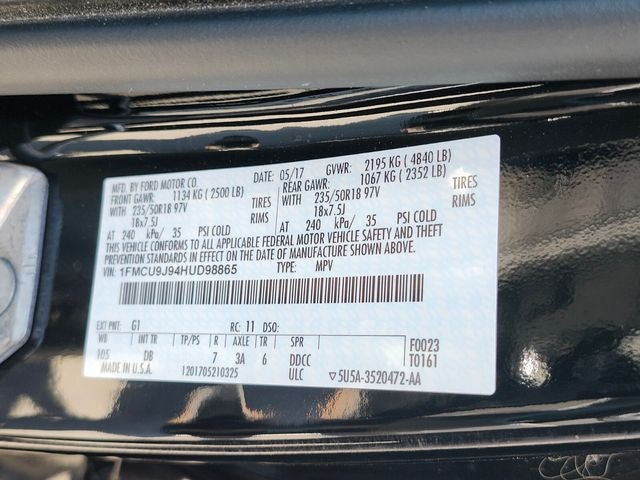 MFD. BY FORD MOTOR CO.
DATE: 05/17 GVWR: 2195 KG ( 4840 LB)
FRONT GAWR: 1134 KG ( 2500 LB) REAR GAWR: 1067 KG ( 2352 LB)
WITH 235/50R18 97V TIRES WITH 235/50R18 97V TIRES
18x7.5J RIMS 18x7.5J RIMS
AT 240 kPa/ 35 PSI COLD AT 240 kPa/ 35 PSI COLD
THIS VEHICLE CONFORMS TO ALL APPLICABLE FEDERAL MOTOR VEHICLE SAFETY AND THEFT
PREVENTION STANDARDS IN EFFECT ON THE DATE OF MANUFACTURE SHOWN ABOVE.
VIN: 1FMCU9J94HUD98865 TYPE: MPV
EXT PNT: G1 RC: 11 DSO:
WB INT TR TP/PS R AXLE TR SPR F0023
105 DB 7 3A 6 DDCC T0161
MADE IN U.S.A. 1201705210325 ULC ▽5U5A-3520472-AA